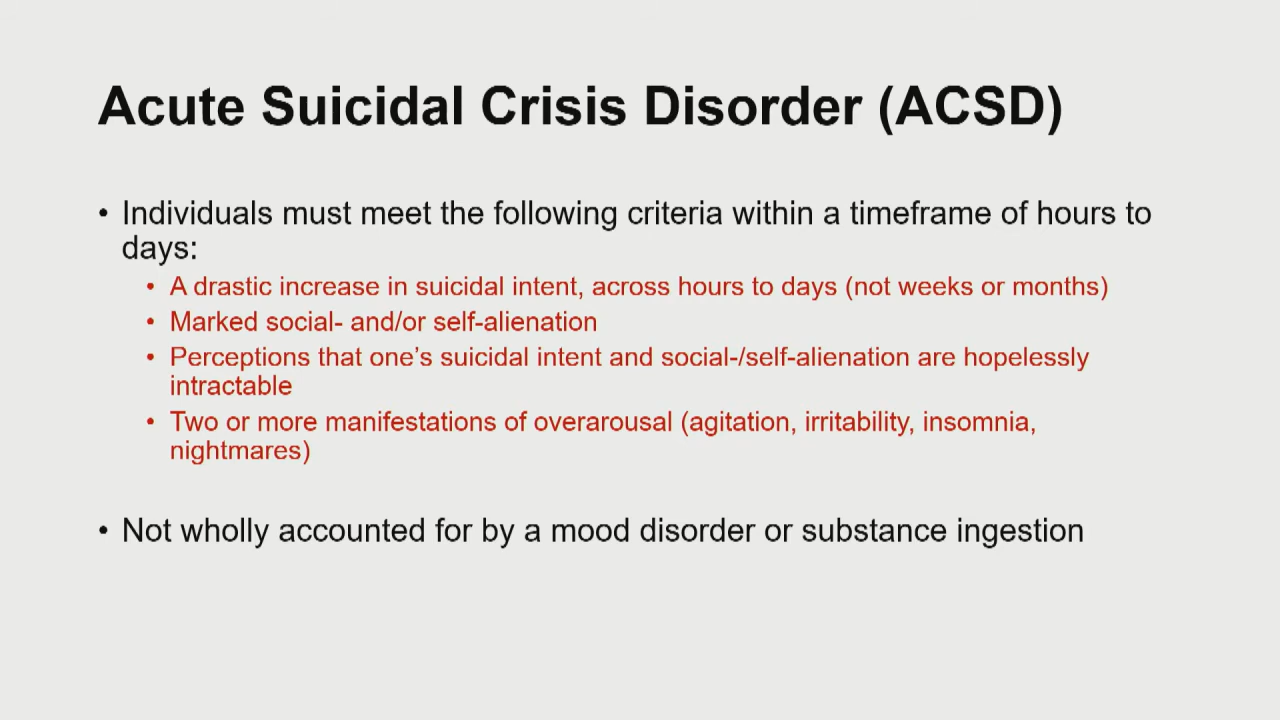 Acute Suicidal Crisis Disorder (ACSD)
• Individuals must meet the following criteria within a timeframe of hours to
days:
• A drastic increase in suicidal intent, across hours to days (not weeks or months)
• Marked social- and/or self-alienation
• Perceptions that one’s suicidal intent and social-/self-alienation are hopelessly
intractable
• Two or more manifestations of overarousal (agitation, irritability, insomnia,
nightmares)
• Not wholly accounted for by a mood disorder or substance ingestion